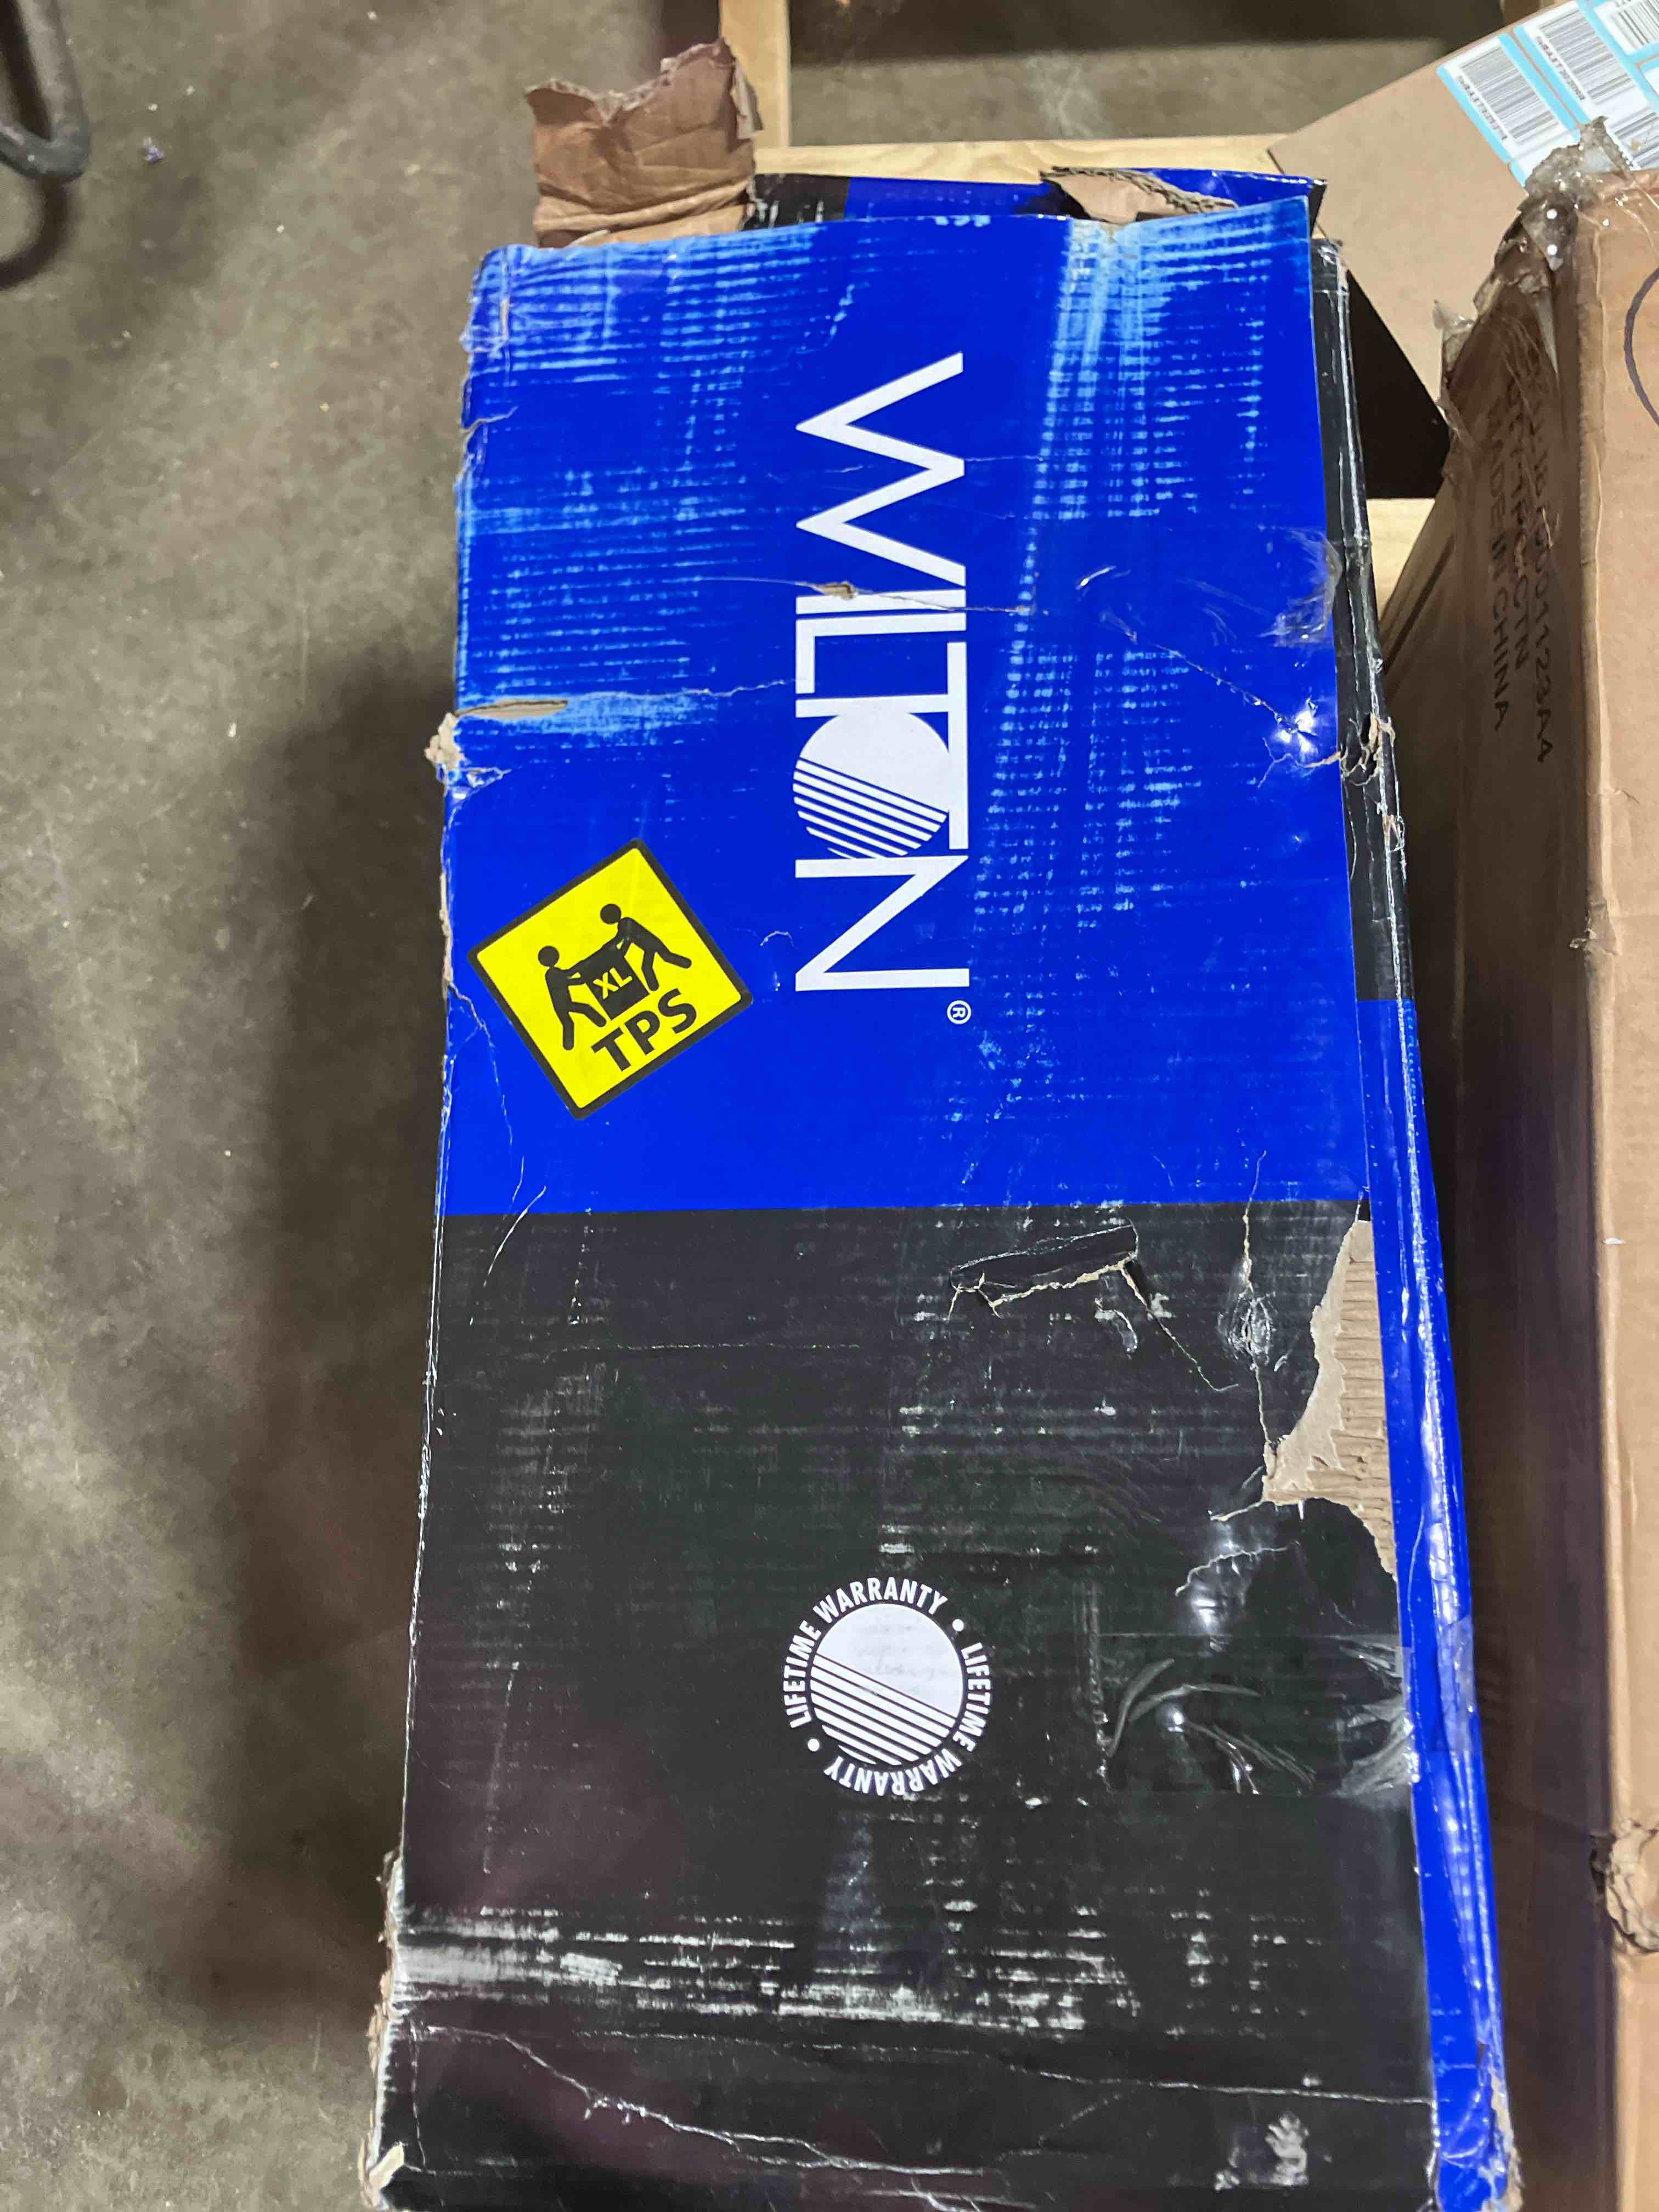 WILTON®
XL
TPS
LIFETIME WARRANTY • LIFETIME WARRANTY •
MADE IN CHINA